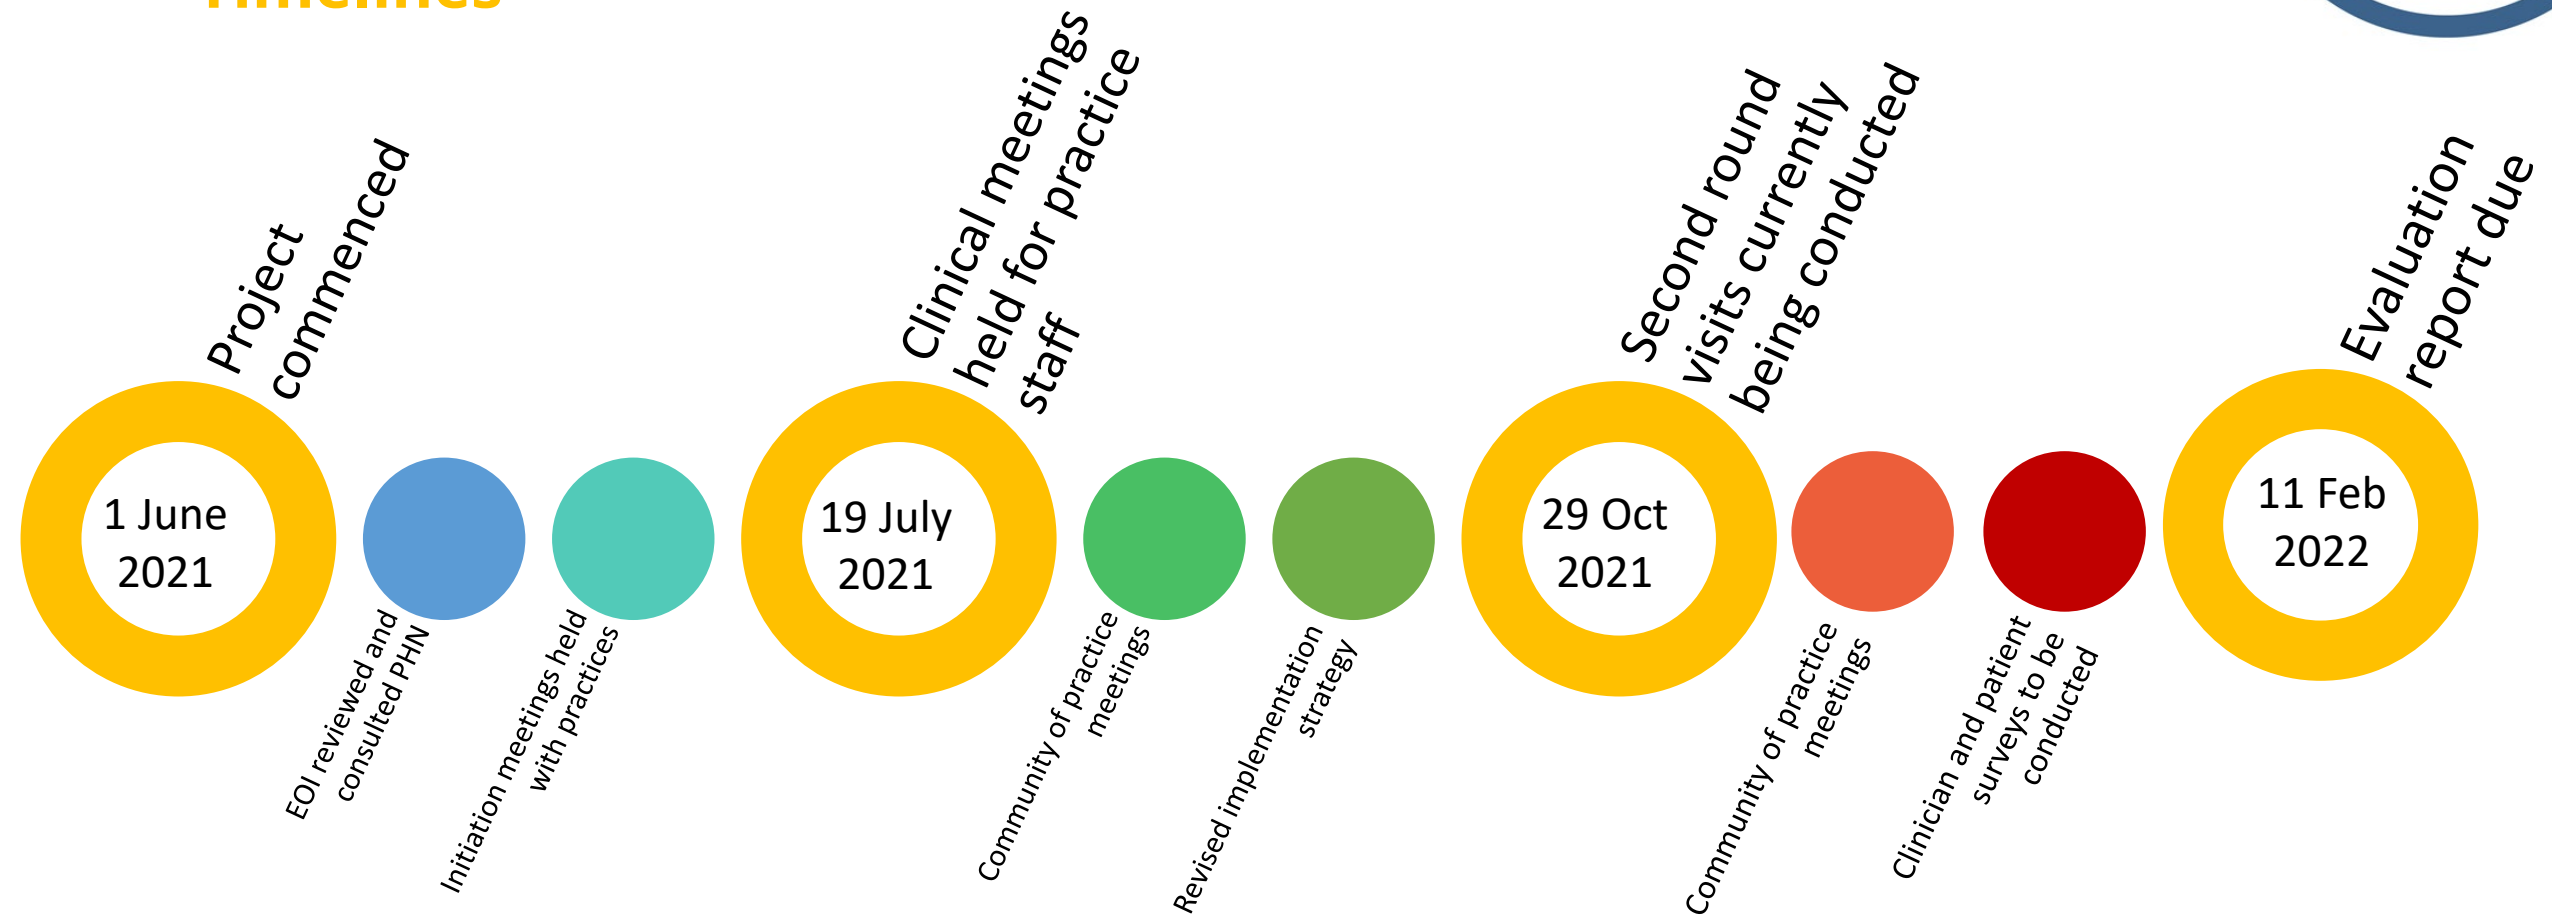 Timelines
Project
commenced
1 June
2021
EOI reviewed and
consulted PHN
Initiation meetings held
with practices
Clinical meetings
held for practice
staff
19 July
2021
Community of practice
meetings
Revised implementation
strategy
Second round
visits currently
being conducted
29 Oct
2021
Community of practice
meetings
Clinician and patient
surveys to be
conducted
Evaluation
report due
11 Feb
2022